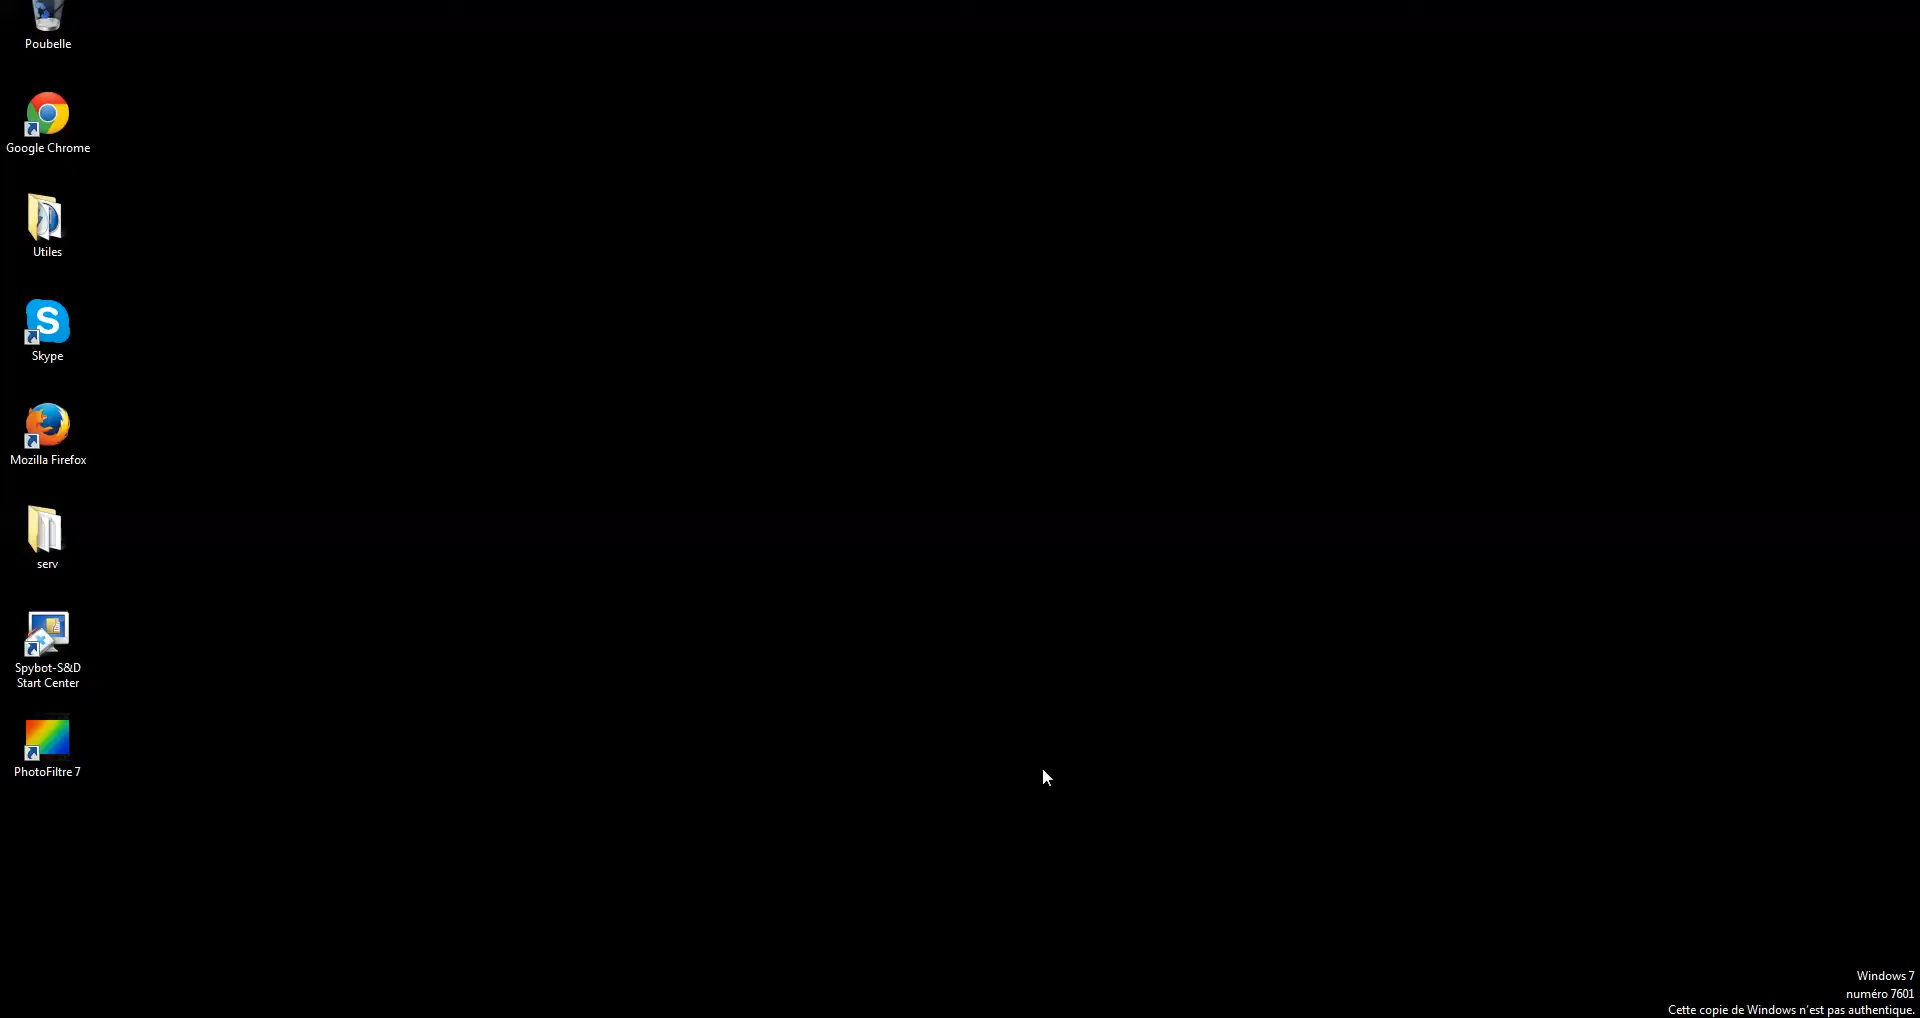 Poubelle
Google Chrome
Utiles
S
Skype
Mozilla Firefox
serv
Spybot-S&D
Start Center
PhotoFiltre 7
Windows 7
numéro 7601
Cette copie de Windows n'est pas authentique.